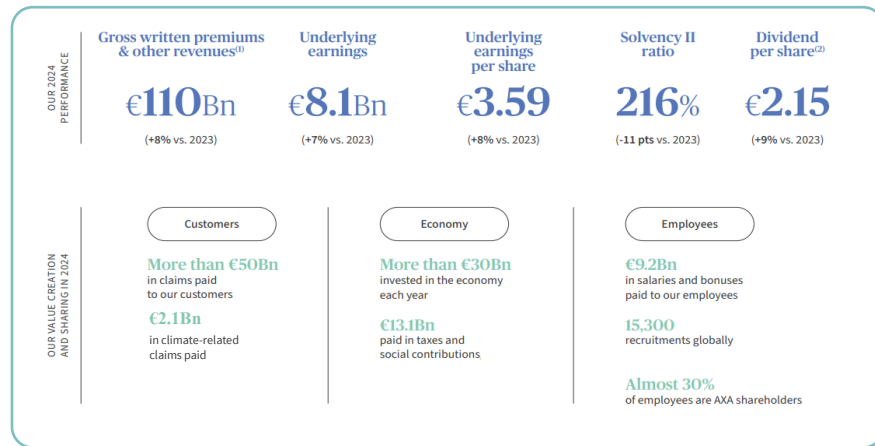 OUR 2024
PERFORMANCE
Gross written premiums
& other revenues(1)
€110Bn
(+8% vs. 2023)
Underlying
earnings
€8.1Bn
(+7% vs. 2023)
Underlying
earnings
per share
€3.59
(+8% vs. 2023)
Solvency II
ratio
216%
(-11 pts vs. 2023)
Dividend
per share(2)
€2.15
(+9% vs. 2023)
OUR VALUE CREATION
AND SHARING IN 2024
Customers
More than €50Bn
in claims paid
to our customers
€2.1Bn
in climate-related
claims paid
Economy
More than €30Bn
invested in the economy
each year
€13.1Bn
paid in taxes and
social contributions
Employees
€9.2Bn
in salaries and bonuses
paid to our employees
15,300
recruitments globally
Almost 30%
of employees are AXA shareholders